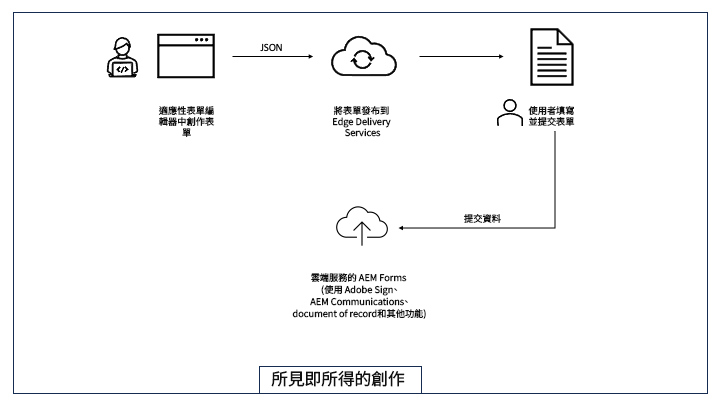 JSON
適應性表單編
輯器中創作表
單
將表單發布到
Edge Delivery
Services
使用者填寫
並提交表單
提交資料
雲端服務的 AEM Forms
(使用 Adobe Sign、
AEM Communications、
document of record和其他功能)
所見即所得的創作